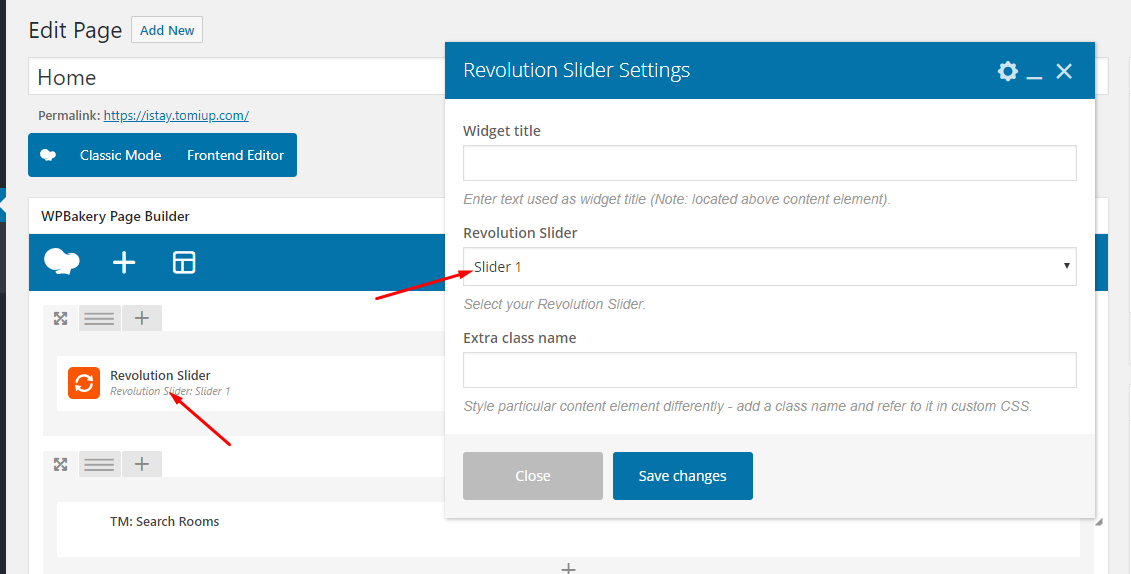 Edit Page Add New
Home
Permalink: https://istay.tomiup.com/
Classic Mode Frontend Editor
WPBakery Page Builder
Revolution Slider
Revolution Slider: Slider 1
TM: Search Rooms
Revolution Slider Settings
Widget title
Enter text used as widget title (Note: located above content element).
Revolution Slider
Slider 1
Select your Revolution Slider.
Extra class name
Style particular content element differently - add a class name and refer to it in custom CSS.
Close Save changes